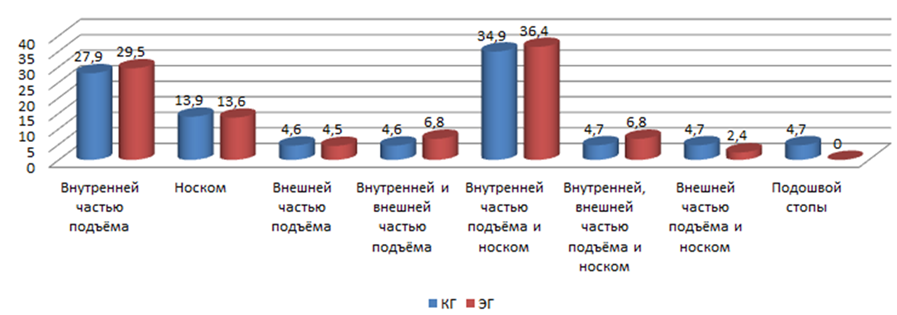 40
35
30
25
20
15
10
5
0
27,9
29,5
13,9
13,6
4,6
4,5
4,6
6,8
34,9
36,4
4,7
6,8
4,7
2,4
4,7
0
Внутренней
частью
подъёма
Носком
Внешней
частью
подъёма
Внутренней и
внешней
частью
подъёма
Внутренней
частью
подъёма и
носком
Внутренней,
внешней
частью
подъёма и
носком
Внешней
частью
подъёма и
носком
Подошвой
стопы
КГ
ЭГ